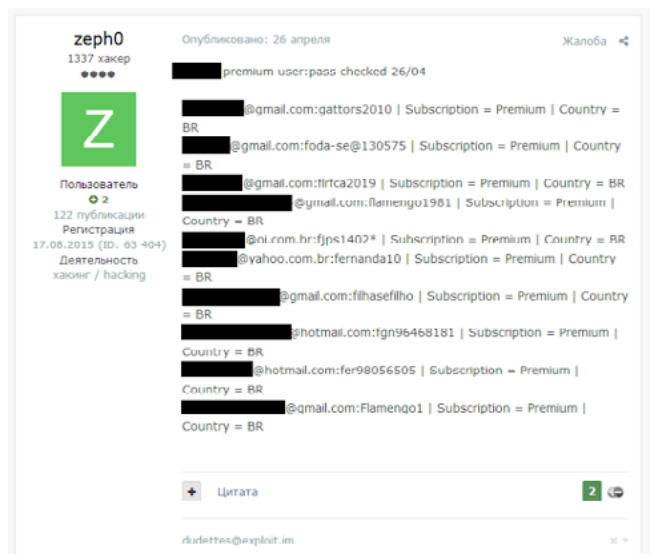 zeph0
1337 хакер
Z
Пользователь
2
122 публикации
Регистрация
17.08.2015 (ID: 63 404)
Деятельность
хакинг / hacking
Опубликовано: 26 апреля
Жалоба
premium user:pass checked 26/04
@gmail.com:gattors2010 | Subscription = Premium | Country =
BR
@gmail.com:foda-se@130575 | Subscription = Premium | Country
= BR
@gmail.com: | Subscription = Premium | Country = BR
@gmail.com:flamengo1981 | Subscription = Premium |
Country = BR
@oi.com.br:fjps1402* | Subscription = Premium | Country = BR
@yahoo.com.br:fernanda10 | Subscription = Premium | Country
= BR
@gmail.com:filhasefilho | Subscription = Premium | Country
= BR
@hotmail.com:fgn96468181 | Subscription = Premium |
Country = BR
@hotmail.com:fer98056505 | Subscription = Premium |
Country = BR
@gmail.com:Flamengo1 | Subscription = Premium |
Country = BR
+ Цитата
2
dudettes@exploit.im